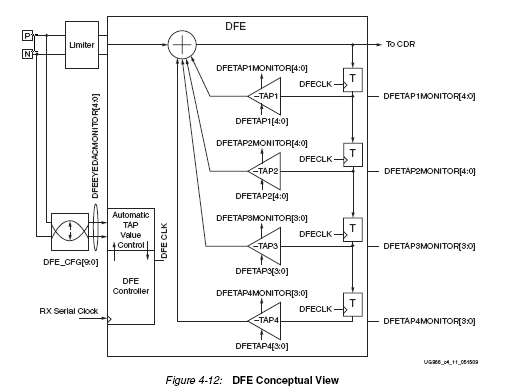 DFE
P
N
Limiter
To CDR
DFETAP1MONITOR[4:0]
T
DFECLK
–TAP1
DFETAP1MONITOR[4:0]
DFETAP1[4:0]
DFEEYEDACMONITOR[4:0]
DFETAP2MONITOR[4:0]
T
DFECLK
–TAP2
DFETAP2MONITOR[4:0]
DFETAP2[4:0]
Automatic
TAP
Value
Control
DFE CLK
DFE_CFG[9:0]
DFE
Controller
DFETAP3MONITOR[3:0]
T
DFECLK
–TAP3
DFETAP3MONITOR[3:0]
DFETAP3[3:0]
RX Serial Clock
DFETAP4MONITOR[3:0]
T
DFECLK
–TAP4
DFETAP4MONITOR[3:0]
DFETAP4[3:0]
Figure 4-12: DFE Conceptual View